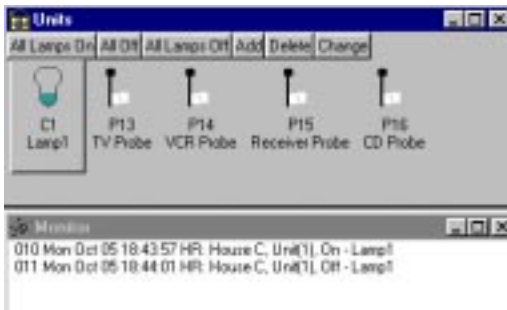 Units
All Lamps On All Off All Lamps Off Add Delete Change
C1 P13 P14 P15 P16
Lamp1 TV Probe VCR Probe Receiver Probe CD Probe
Monitor
010 Mon Oct 05 18:43:57 HR: House C, Unit(1), On - Lamp1
011 Mon Oct 05 18:44:01 HR: House C, Unit(1), Off - Lamp1